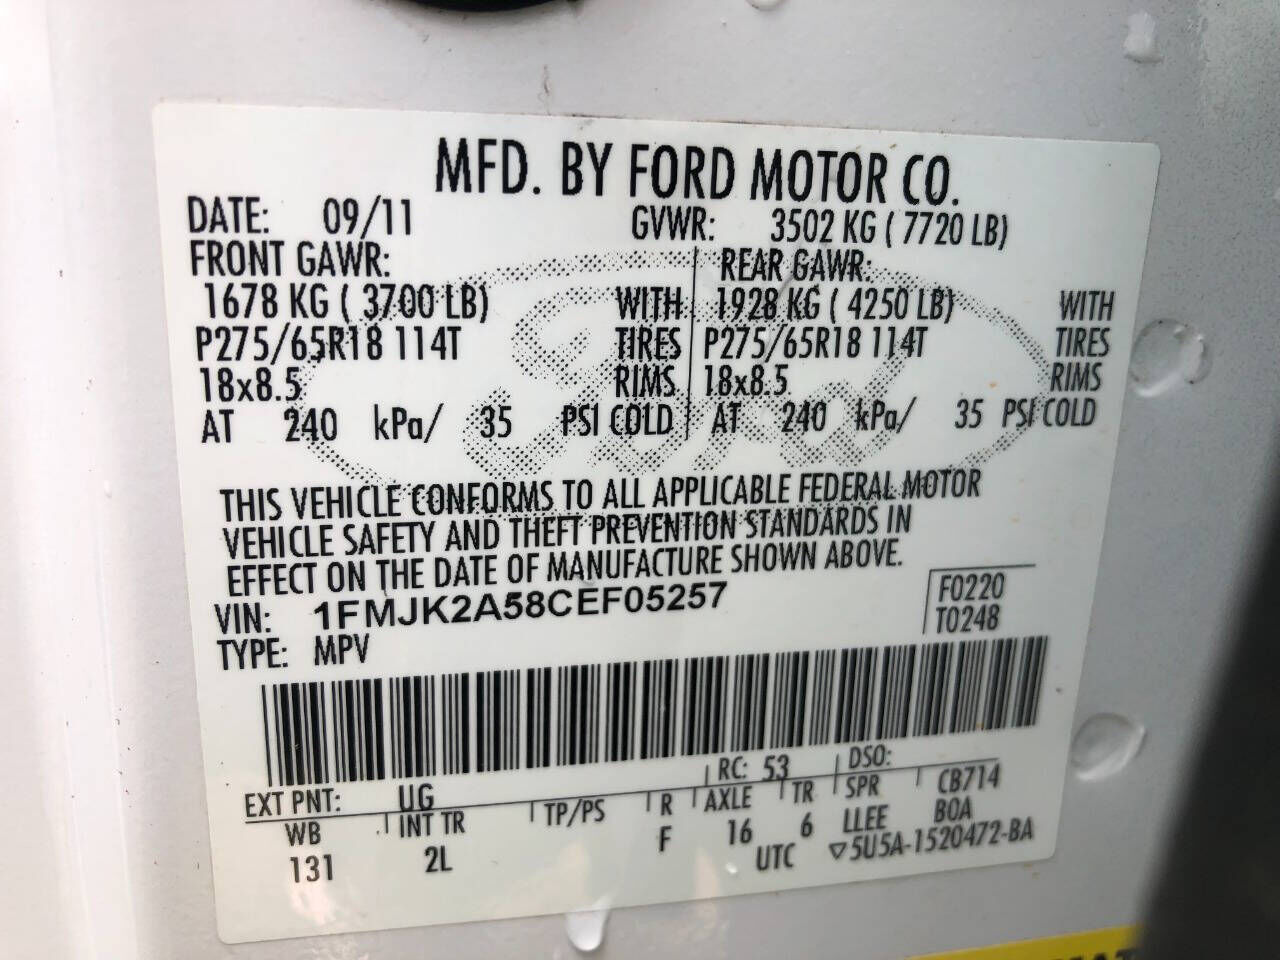 MFD. BY FORD MOTOR CO.
DATE: 09/11 GVWR: 3502 KG ( 7720 LB)
FRONT GAWR: REAR GAWR:
1678 KG ( 3700 LB) WITH 1928 KG ( 4250 LB) WITH
P275/65R18 114T TIRES P275/65R18 114T TIRES
18x8.5 RIMS 18x8.5 RIMS
AT 240 kPa/ 35 PSI COLD AT 240 kPa/ 35 PSI COLD
THIS VEHICLE CONFORMS TO ALL APPLICABLE FEDERAL MOTOR
VEHICLE SAFETY AND THEFT PREVENTION STANDARDS IN
EFFECT ON THE DATE OF MANUFACTURE SHOWN ABOVE.
VIN: 1FMJK2A58CEF05257 F0220
TYPE: MPV T0248
EXT PNT: UG RC: 53 DSO:
WB INT TR TP/PS R AXLE TR SPR CB714
131 2L F 16 6 LLEE BOA
UTC ▽5U5A-1520472-BA
Ford